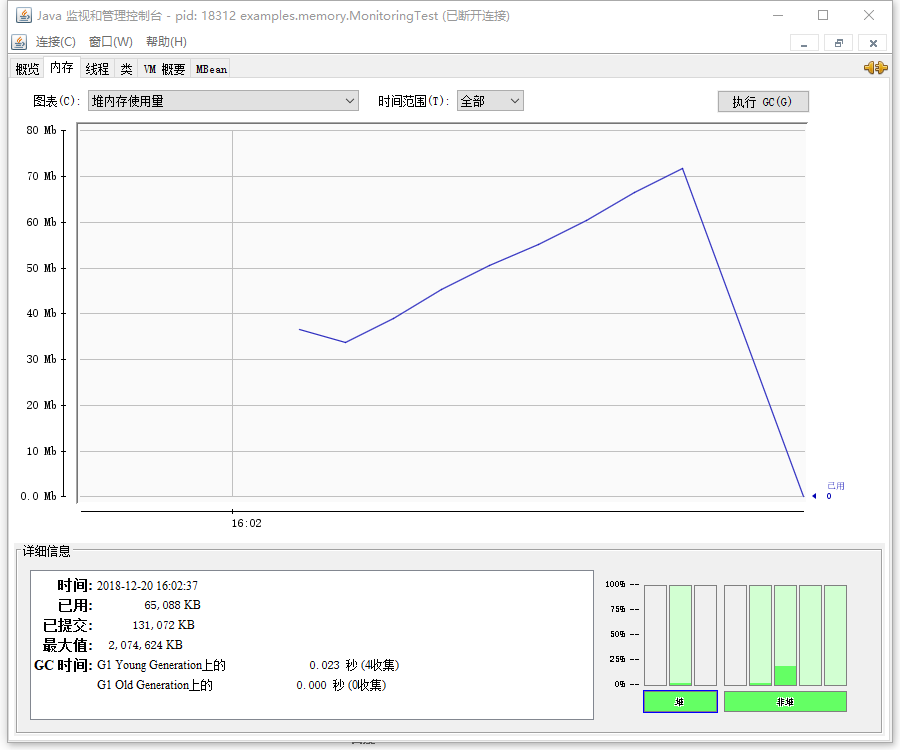 Java 监视和管理控制台 - pid: 18312 examples.memory.MonitoringTest (已断开连接)
连接(C) 窗口(W) 帮助(H)
概览 内存 线程 类 VM 概要 MBean
图表(C): 堆内存使用量 时间范围(T): 全部 执行 GC(G)
80 Mb
70 Mb
60 Mb
50 Mb
40 Mb
30 Mb
20 Mb
10 Mb
0.0 Mb
已用
0
16:02
详细信息
时间: 2018-12-20 16:02:37
已用: 65,088 KB
已提交: 131,072 KB
最大值: 2,074,624 KB
GC 时间: G1 Young Generation上的 0.023 秒 (4收集)
G1 Old Generation上的 0.000 秒 (0收集)
100%
75%
50%
25%
0%
堆 非堆